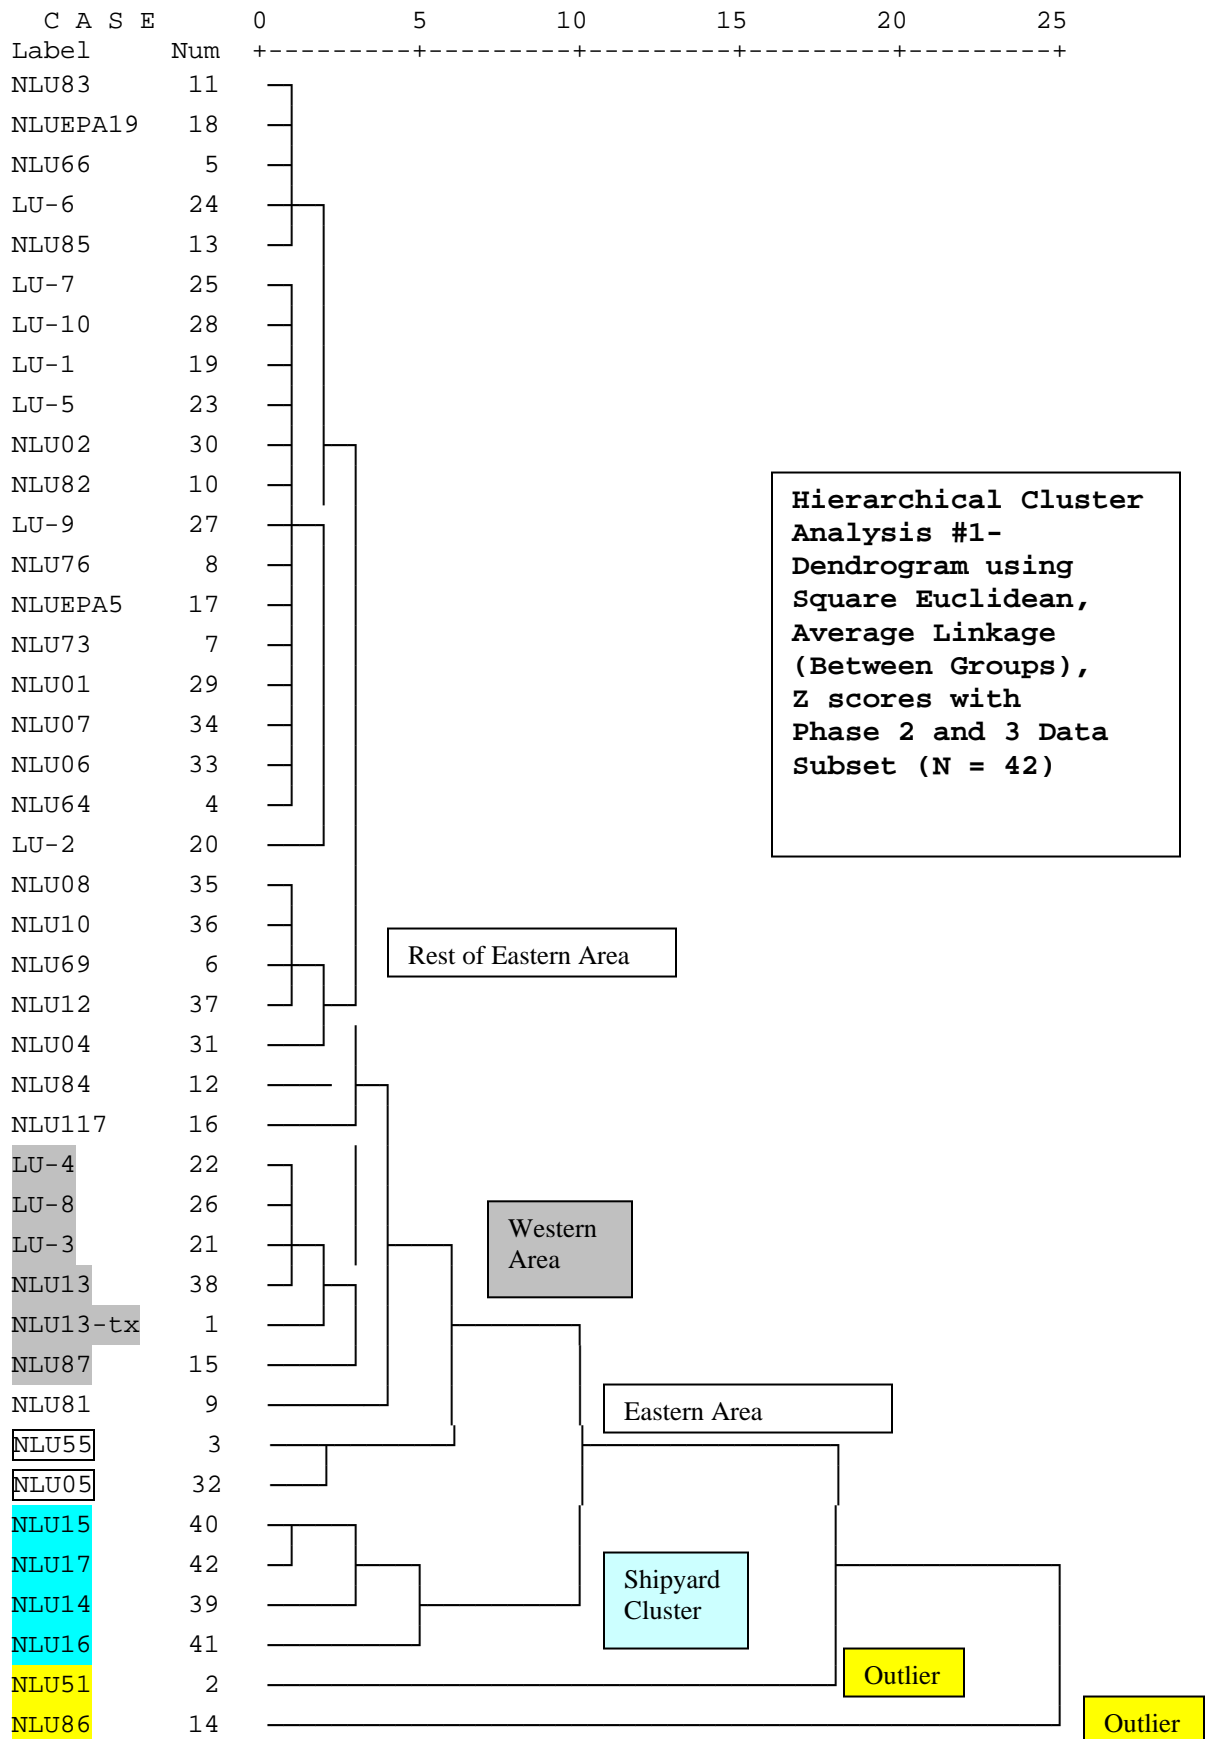 C A S E 0 5 10 15 20 25
Label Num +---------+---------+---------+---------+---------+
NLU83 11
NLUEPA19 18
NLU66 5
LU-6 24
NLU85 13
LU-7 25
LU-10 28
LU-1 19
LU-5 23
NLU02 30
NLU82 10
LU-9 27
NLU76 8
NLUEPA5 17
NLU73 7
NLU01 29
NLU07 34
NLU06 33
NLU64 4
LU-2 20
NLU08 35
NLU10 36
NLU69 6
NLU12 37
NLU04 31
NLU84 12
NLU117 16
LU-4 22
LU-8 26
LU-3 21
NLU13 38
NLU13-tx 1
NLU87 15
NLU81 9
NLU55 3
NLU05 32
NLU15 40
NLU17 42
NLU14 39
NLU16 41
NLU51 2
NLU86 14
Hierarchical Cluster
Analysis #1-
Dendrogram using
Square Euclidean,
Average Linkage
(Between Groups),
Z scores with
Phase 2 and 3 Data
Subset (N = 42)
Rest of Eastern Area
Western
Area
Eastern Area
Shipyard
Cluster
Outlier
Outlier